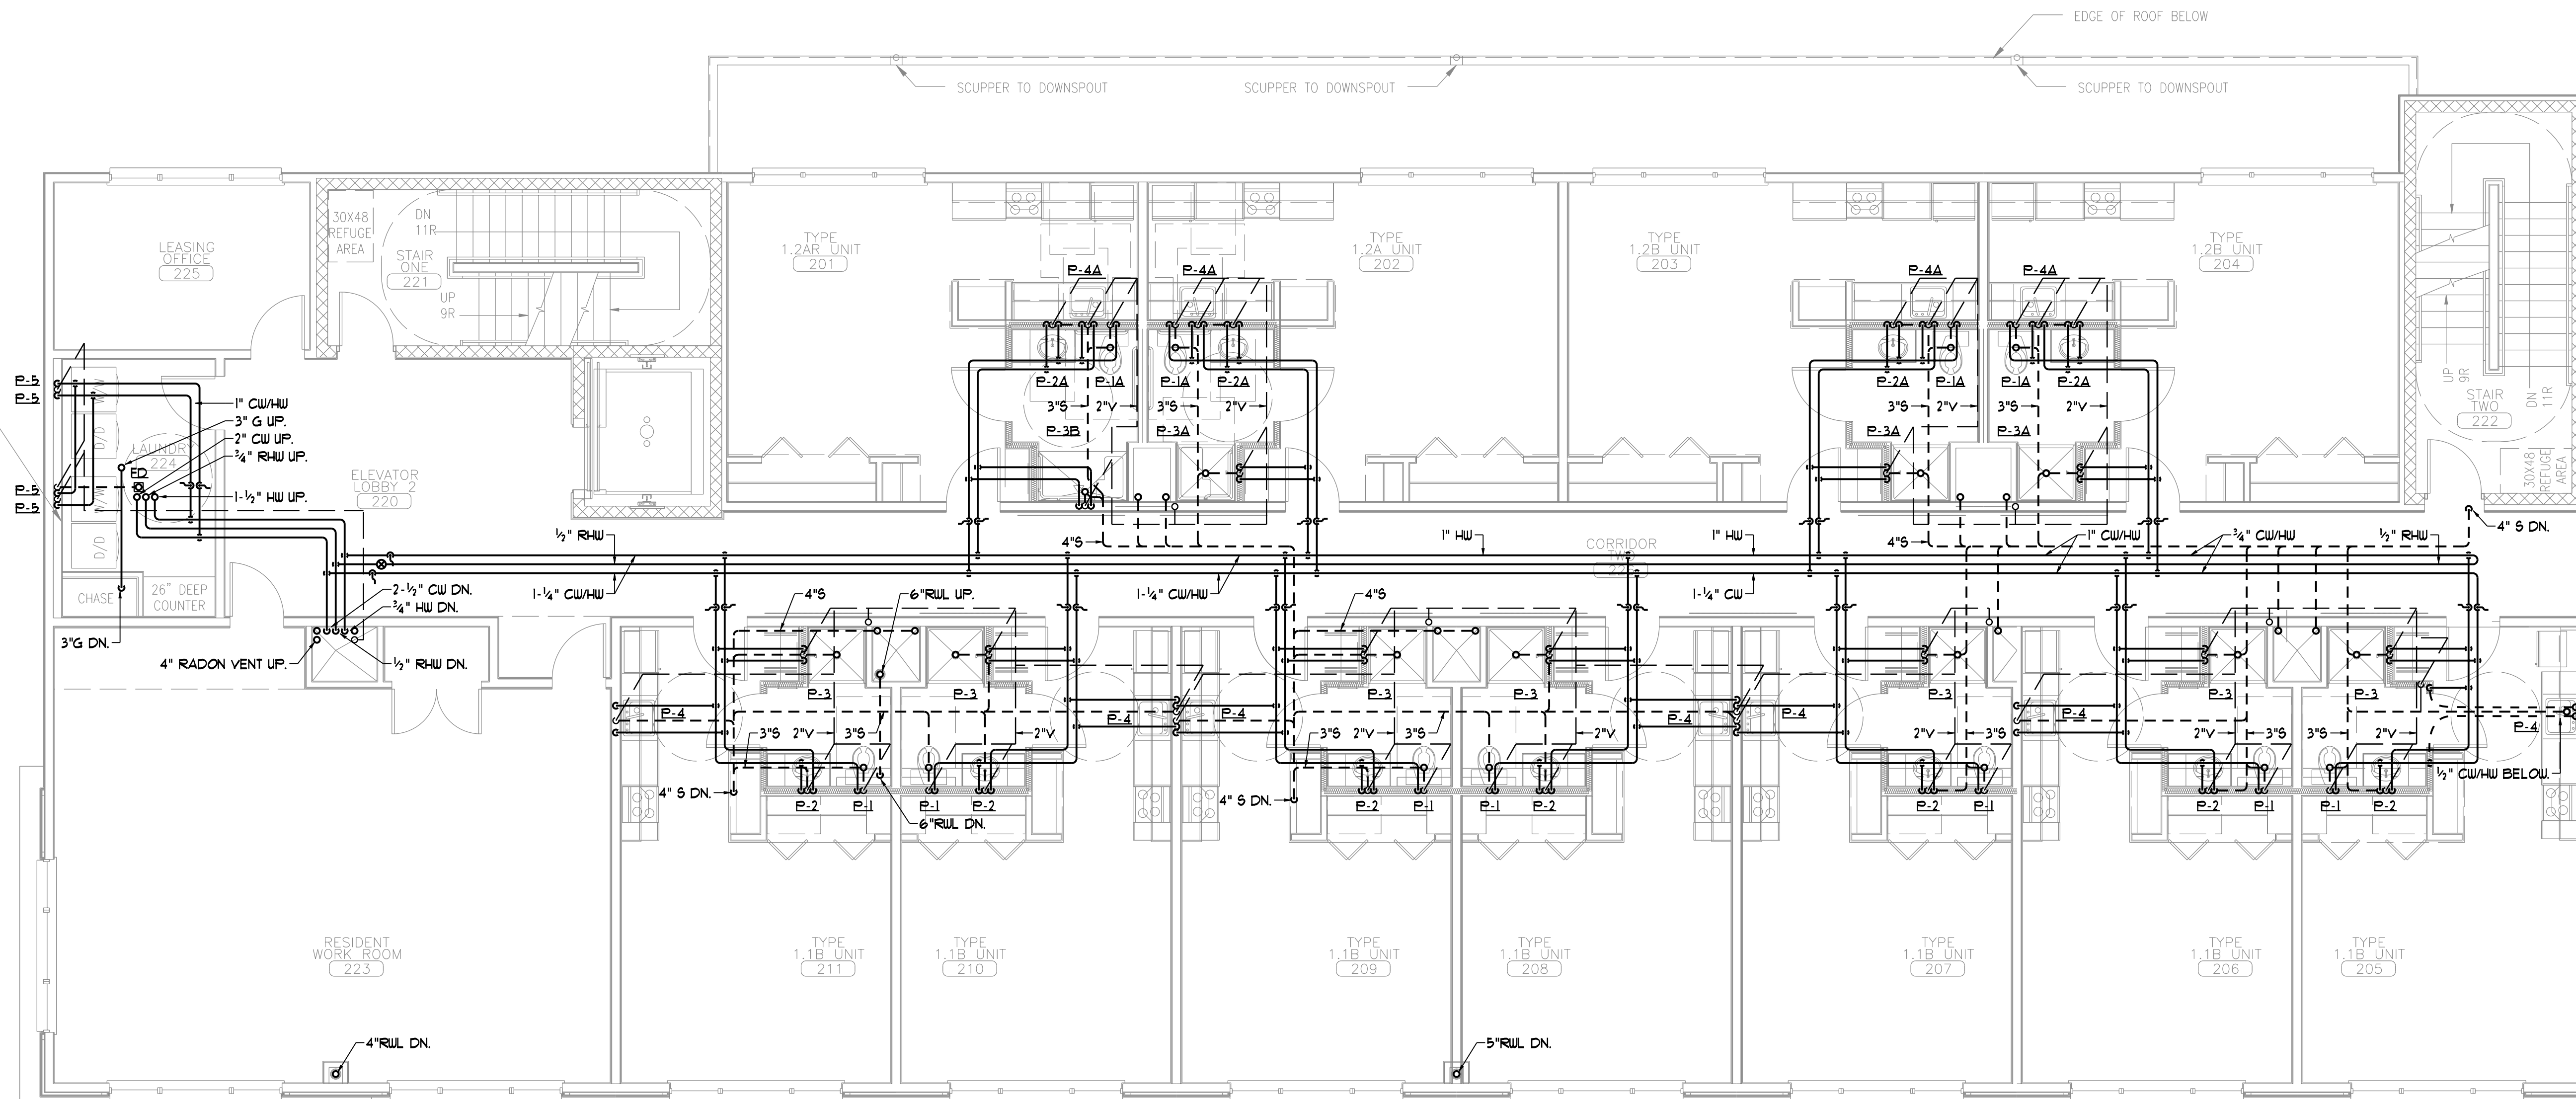 EDGE OF ROOF BELOW
SCUPPER TO DOWNSPOUT
SCUPPER TO DOWNSPOUT
SCUPPER TO DOWNSPOUT
LEASING
OFFICE
225
30X48
REFUGE
AREA
DN
11R
STAIR
ONE
221
UP
9R
TYPE
1.2AR UNIT
201
TYPE
1.2A UNIT
202
TYPE
1.2B UNIT
203
TYPE
1.2B UNIT
204
P-4A
P-4A
P-4A
P-4A
P-2A
P-1A
P-1A
P-2A
P-2A
P-1A
P-1A
P-2A
3"S
2"V
3"S
2"V
3"S
2"V
3"S
2"V
P-3B
P-3A
P-3A
P-3A
UP
9R
DN
11R
STAIR
TWO
222
30X48
REFUGE
AREA
P-5
P-5
P-5
P-5
W/W
D/D
W/W
D/D
LAUNDRY
224
FD
1" CW/HW
3" G UP.
2" CW UP.
3/4" RHW UP.
1-1/2" HW UP.
ELEVATOR
LOBBY 2
220
CHASE
26" DEEP
COUNTER
3"G DN.
4" RADON VENT UP.
2-1/2" CW DN.
3/4" HW DN.
1/2" RHW DN.
1/2" RHW
4"S
1" HW
1" HW
CORRIDOR
TWO
4"S
1" CW/HW
3/4" CW/HW
1/2" RHW
4" S DN.
1-1/4" CW/HW
1-1/4" CW/HW
1-1/4" CW
4"S
6"RWL UP.
4"S
P-3
P-3
P-3
P-3
P-3
P-3
P-3
P-4
P-4
P-4
P-4
P-4
P-4
P-4
3"S
2"V
3"S
2"V
3"S
2"V
3"S
2"V
2"V
3"S
2"V
3"S
3"S
2"V
4" S DN.
4" S DN.
1/2" CW/HW BELOW.
P-2
P-1
P-1
P-2
P-2
P-1
P-1
P-2
P-2
P-1
P-2
P-1
P-1
P-2
6"RWL DN.
RESIDENT
WORK ROOM
223
TYPE
1.1B UNIT
211
TYPE
1.1B UNIT
210
TYPE
1.1B UNIT
209
TYPE
1.1B UNIT
208
TYPE
1.1B UNIT
207
TYPE
1.1B UNIT
206
TYPE
1.1B UNIT
205
4"RWL DN.
5"RWL DN.